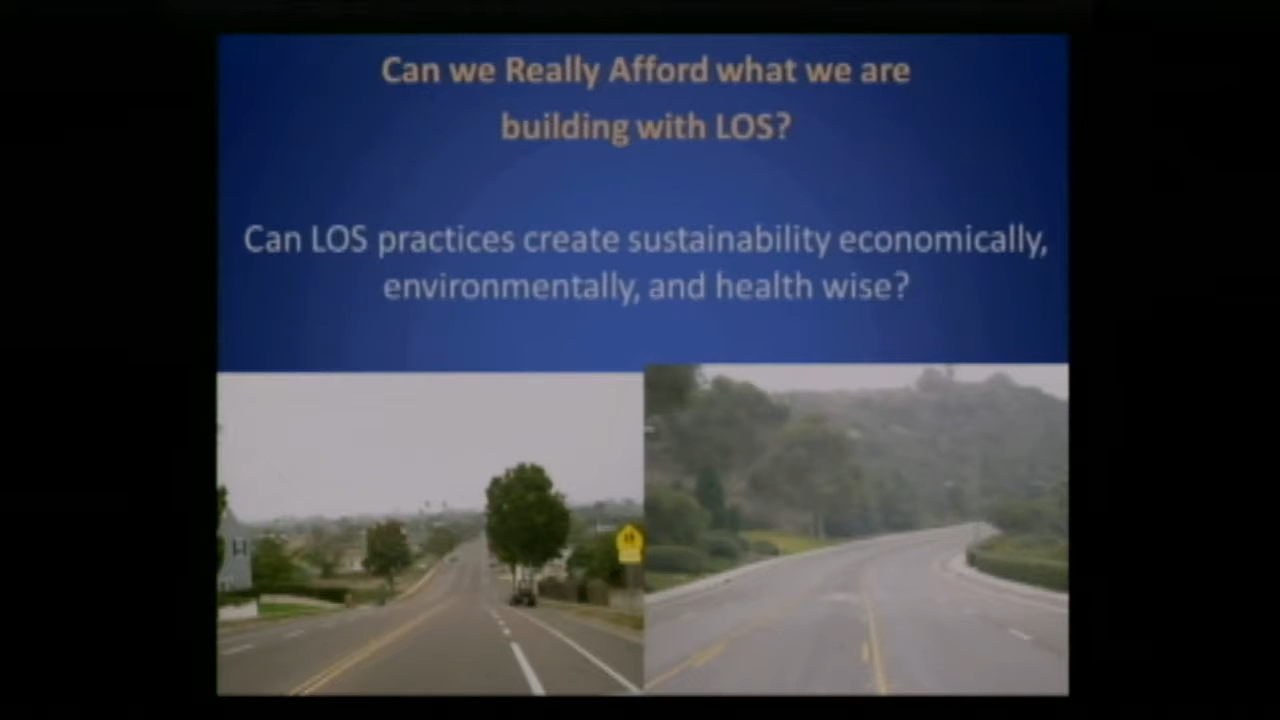 Can we Really Afford what we are
building with LOS?
Can LOS practices create sustainability economically,
environmentally, and health wise?